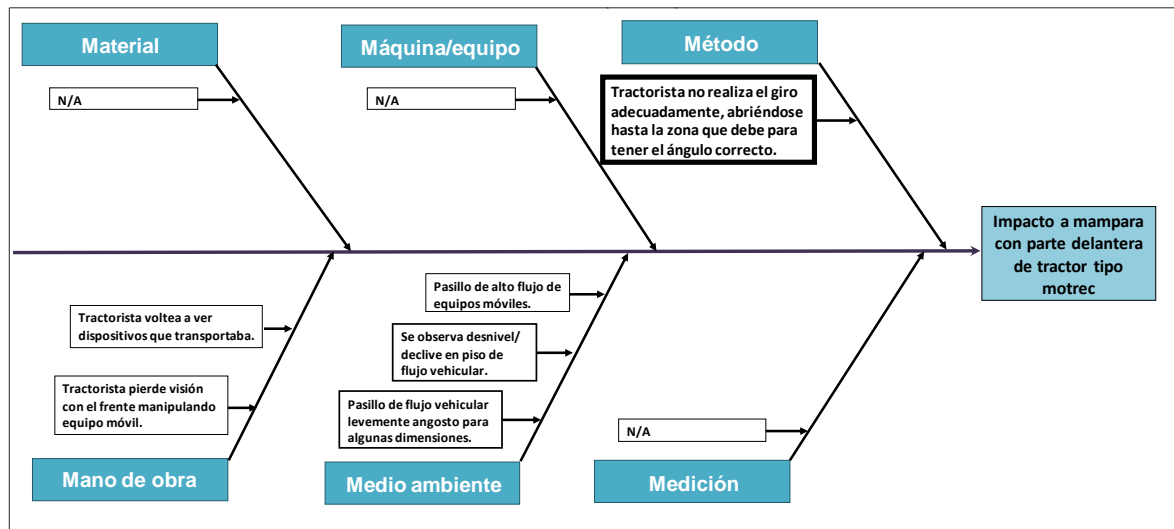 Material
Máquina/equipo
Método
N/A
N/A
Tractorista no realiza el giro
adecuadamente, abriéndose
hasta la zona que debe para
tener el ángulo correcto.
Impacto a mampara
con parte delantera
de tractor tipo
motrec
Tractorista voltea a ver
dispositivos que transportaba.
Tractorista pierde visión
con el frente manipulando
equipo móvil.
Pasillo de alto flujo de
equipos móviles.
Se observa desnivel/
declive en piso de
flujo vehicular.
Pasillo de flujo vehicular
levemente angosto para
algunas dimensiones.
N/A
Mano de obra
Medio ambiente
Medición